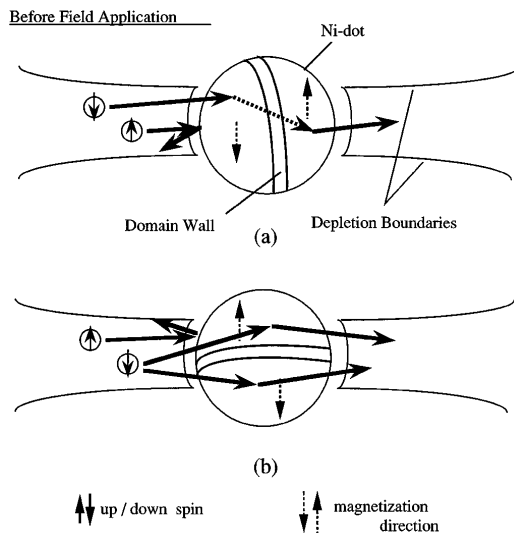 Before Field Application
Ni-dot
Domain Wall
Depletion Boundaries
(a)
(b)
up / down spin
magnetization
direction